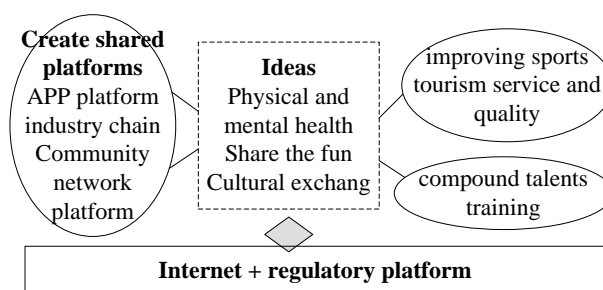 Create shared
platforms
APP platform
industry chain
Community
network
platform
Ideas
Physical and
mental health
Share the fun
Cultural exchang
improving sports
tourism service and
quality
compound talents
training
Internet + regulatory platform